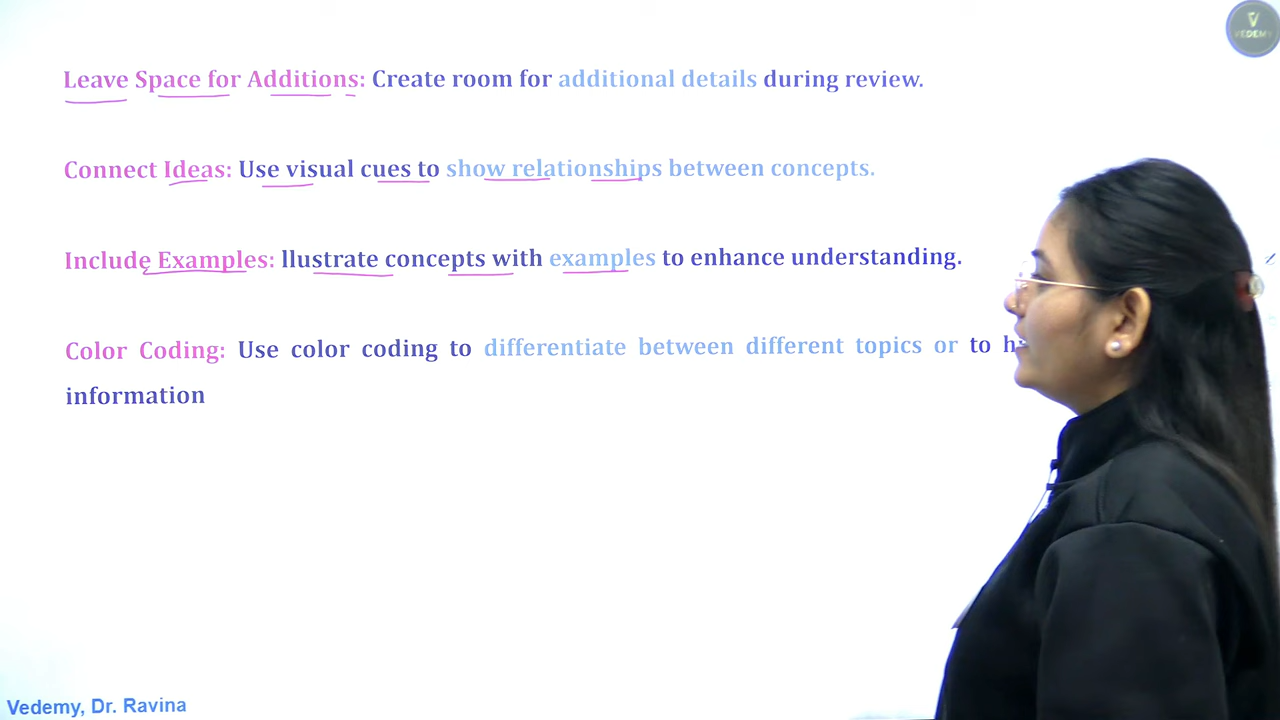 VEDEMY
Leave Space for Additions: Create room for additional details during review.
Connect Ideas: Use visual cues to show relationships between concepts.
Include Examples: llustrate concepts with examples to enhance understanding.
Color Coding: Use color coding to differentiate between different topics or to
information
Vedemy, Dr. Ravina